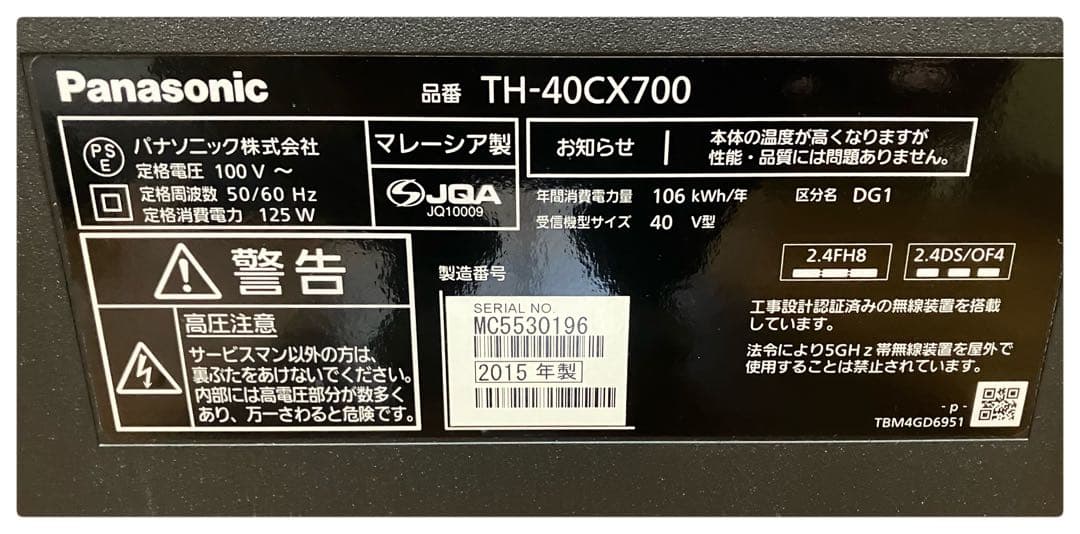 Panasonic
品番 TH-40CX700
PSE
パナソニック株式会社
定格電圧 100 V ～
定格周波数 50/60 Hz
定格消費電力 125 W
マレーシア製
JQA
JQ10009
お知らせ
本体の温度が高くなりますが
性能・品質には問題ありません。
年間消費電力量 106 kWh/年 区分名 DG1
受信機型サイズ 40 V型
警告
高圧注意
サービスマン以外の方は、
裏ぶたをあけないでください。
内部には高電圧部分が数多く
あり、万一さわると危険です。
製造番号
SERIAL NO.
MC5530196
2015 年製
2.4FH8
2.4DS/OF4
工事設計認証済みの無線装置を搭載
しています。
法令により5GHz帯無線装置を屋外で
使用することは禁止されています。
- p -
TBM4GD6951